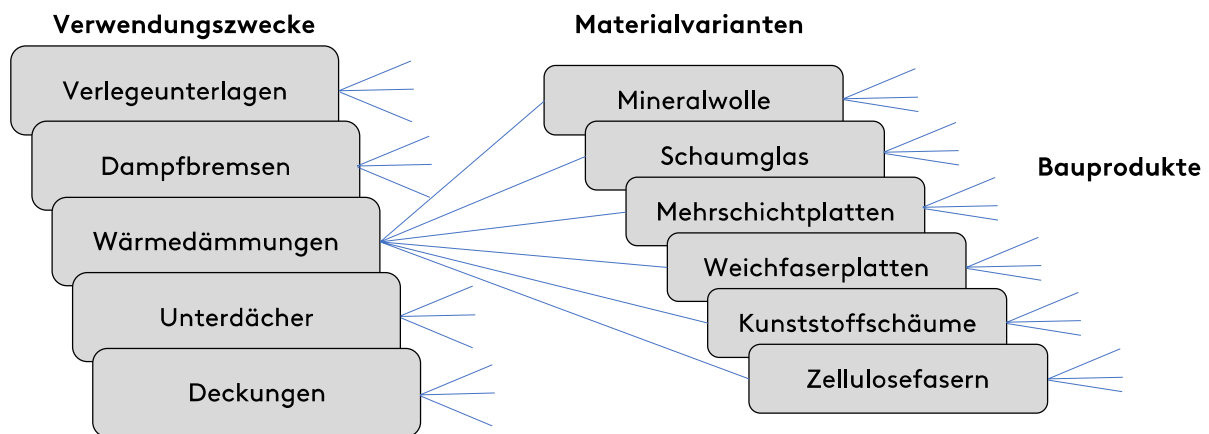 Verwendungszwecke
Verlegeunterlagen
Dampfbremsen
Wärmedämmungen
Unterdächer
Deckungen
Materialvarianten
Mineralwolle
Schaumglas
Mehrschichtplatten
Weichfaserplatten
Kunststoffschäume
Zellulosefasern
Bauprodukte